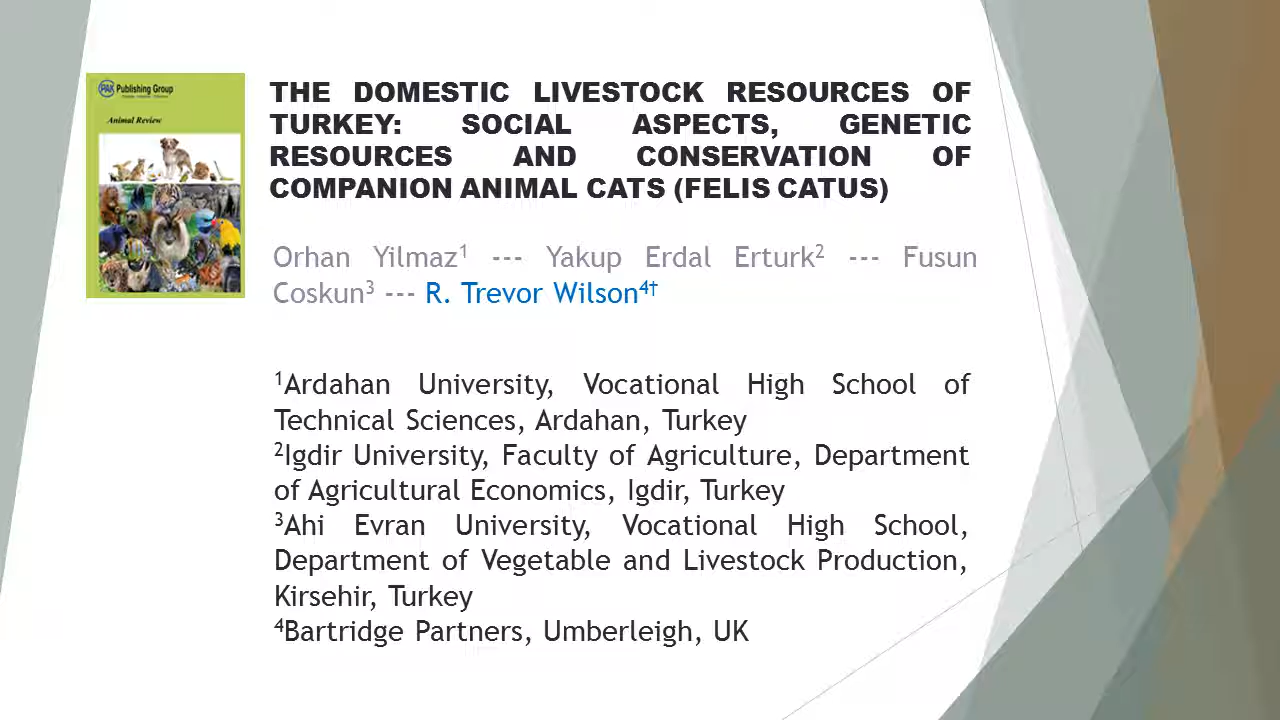 PAK Publishing Group
Animal Review
THE DOMESTIC LIVESTOCK RESOURCES OF
TURKEY: SOCIAL ASPECTS, GENETIC
RESOURCES AND CONSERVATION OF
COMPANION ANIMAL CATS (FELIS CATUS)
Orhan Yilmaz¹ --- Yakup Erdal Erturk² --- Fusun
Coskun³ --- R. Trevor Wilson⁴†
¹Ardahan University, Vocational High School of
Technical Sciences, Ardahan, Turkey
²Igdir University, Faculty of Agriculture, Department
of Agricultural Economics, Igdir, Turkey
³Ahi Evran University, Vocational High School,
Department of Vegetable and Livestock Production,
Kirsehir, Turkey
⁴Bartridge Partners, Umberleigh, UK